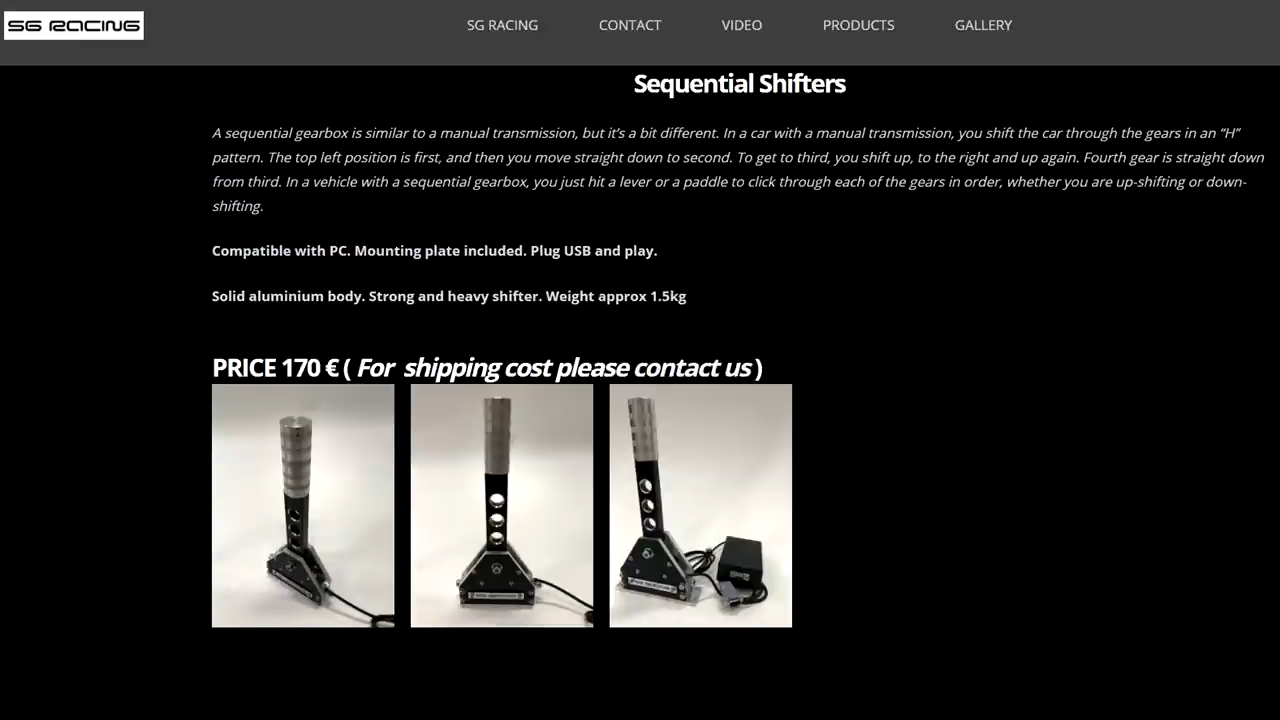 SG RACING
SG RACING CONTACT VIDEO PRODUCTS GALLERY
Sequential Shifters
A sequential gearbox is similar to a manual transmission, but it’s a bit different. In a car with a manual transmission, you shift the car through the gears in an “H”
pattern. The top left position is first, and then you move straight down to second. To get to third, you shift up, to the right and up again. Fourth gear is straight down
from third. In a vehicle with a sequential gearbox, you just hit a lever or a paddle to click through each of the gears in order, whether you are up-shifting or down-
shifting.
Compatible with PC. Mounting plate included. Plug USB and play.
Solid aluminium body. Strong and heavy shifter. Weight approx 1.5kg
PRICE 170 € ( For shipping cost please contact us )